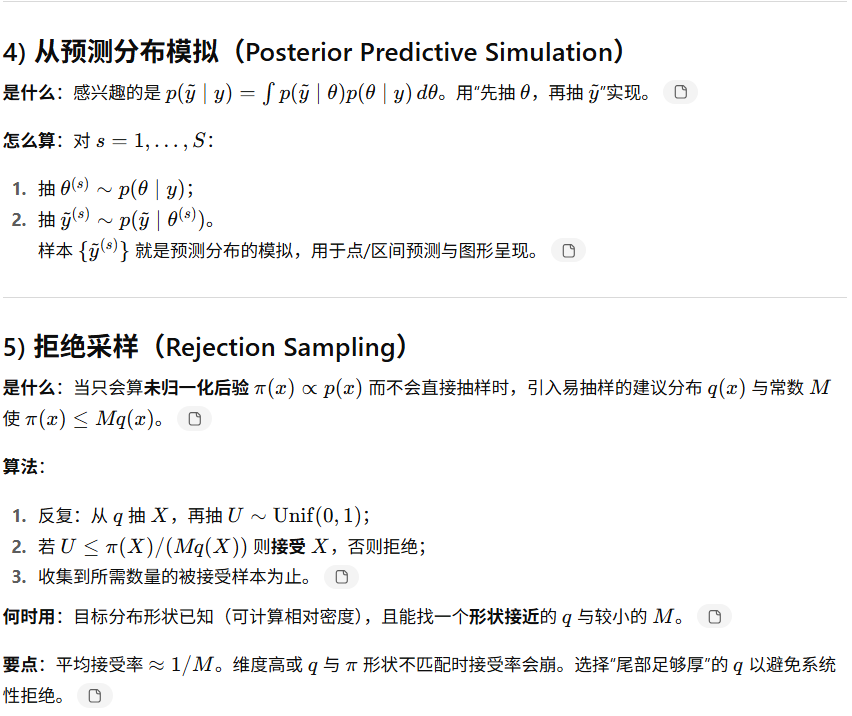 4) 从预测分布模拟（Posterior Predictive Simulation）
是什么：感兴趣的是 p(ỹ | y) = ∫ p(ỹ | θ)p(θ | y) dθ。用“先抽 θ，再抽 ỹ”实现。
怎么算：对 s = 1, . . . , S：
1. 抽 θ^(s) ∼ p(θ | y)；
2. 抽 ỹ^(s) ∼ p(ỹ | θ^(s))。
样本 {ỹ^(s)} 就是预测分布的模拟，用于点/区间预测与图形呈现。
5) 拒绝采样（Rejection Sampling）
是什么：当只会算未归一化后验 π(x) ∝ p(x) 而不会直接抽样时，引入易抽样的建议分布 q(x) 与常数 M
使 π(x) ≤ Mq(x)。
算法：
1. 反复：从 q 抽 X，再抽 U ∼ Unif(0, 1)；
2. 若 U ≤ π(X)/(Mq(X)) 则接受 X，否则拒绝；
3. 收集到所需数量的被接受样本为止。
何时用：目标分布形状已知（可计算相对密度），且能找一个形状接近的 q 与较小的 M。
要点：平均接受率 ≈ 1/M。维度高或 q 与 π 形状不匹配时接受率会崩。选择“尾部足够厚”的 q 以避免系统
性拒绝。